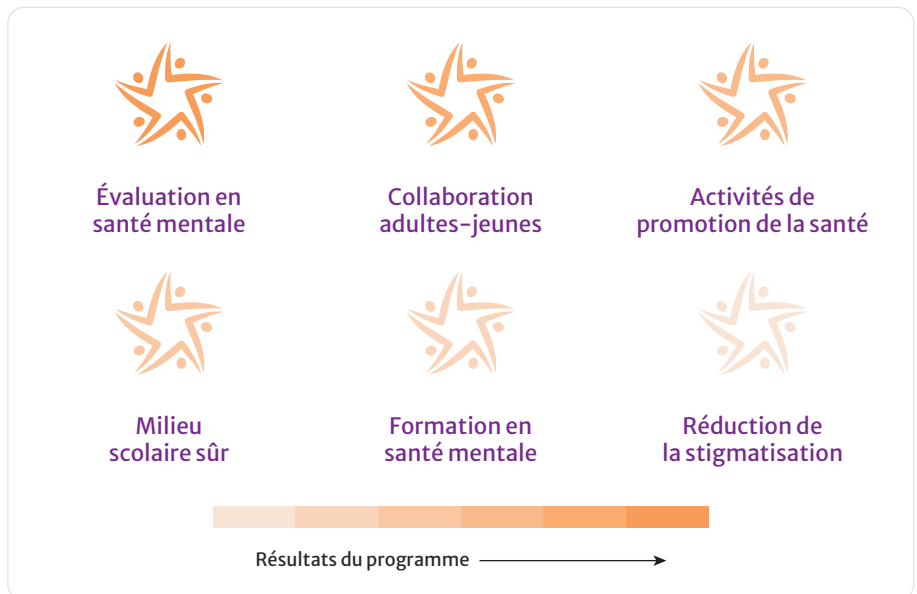 Évaluation en
santé mentale
Collaboration
adultes-jeunes
Activités de
promotion de la santé
Milieu
scolaire sûr
Formation en
santé mentale
Réduction de
la stigmatisation
Résultats du programme